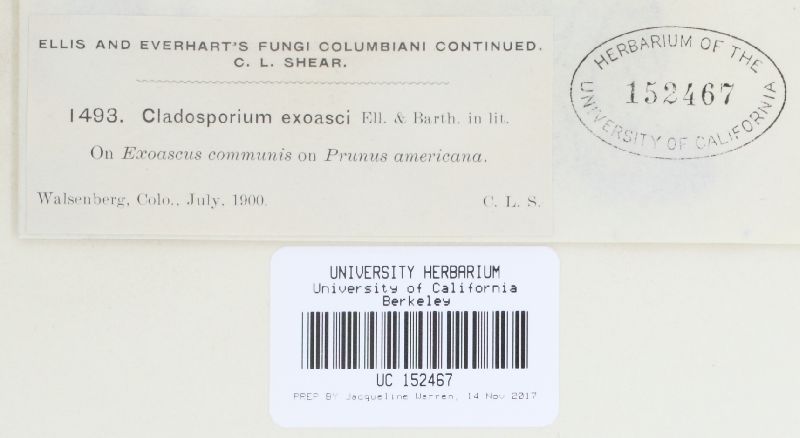 ELLIS AND EVERHART'S FUNGI COLUMBIANI CONTINUED.
C. L. SHEAR.
1493. Cladosporium exoasci Ell. & Barth. in lit.
On Exoascus communis on Prunus americana.
Walsenberg, Colo., July, 1900.
C. L. S.
HERBARIUM OF THE
152467
UNIVERSITY OF CALIFORNIA
UNIVERSITY HERBARIUM
University of California
Berkeley
UC 152467
PREP BY Jacqueline Warren, 14 Nov 2017